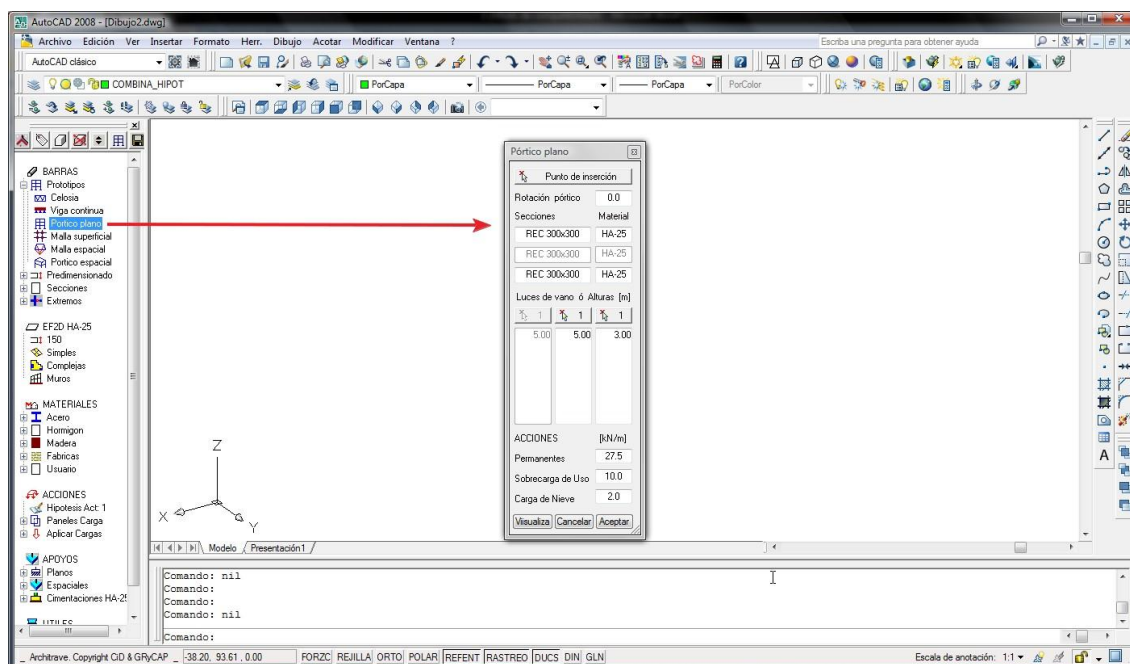 AutoCAD 2008 - [Dibujo2.dwg]
Archivo Edición Ver Insertar Formato Herr. Dibujo Acotar Modificar Ventana ?
Escriba una pregunta para obtener ayuda
AutoCAD clásico
COMBINA_HIPOT
PorCapa
PorCapa
PorCapa
PorColor
BARRAS
Prototipos
Celosia
Viga continua
Portico plano
Malla superficial
Malla espacial
Portico espacial
Predimensionado
Secciones
Extremos
EF2D HA-25
150
Simples
Complejas
Muros
MATERIALES
Acero
Hormigon
Madera
Fabricas
Usuario
ACCIONES
Hipotesis Act: 1
Paneles Carga
Aplicar Cargas
APOYOS
Planos
Espaciales
Cimentaciones HA-25
UTILES
Pórtico plano
Punto de inserción
Rotación pórtico 0.0
Secciones Material
REC 300x300 HA-25
REC 300x300 HA-25
REC 300x300 HA-25
Luces de vano ó Alturas [m]
1 1 1
5.00 5.00 3.00
ACCIONES [kN/m]
Permanentes 27.5
Sobrecarga de Uso 10.0
Carga de Nieve 2.0
Visualiza Cancelar Aceptar
Z
X
Y
A
Modelo Presentación1
Comando: nil
Comando:
Comando:
Comando: nil
Comando:
_ Architrave. Copyright CiD & GRyCAP _ -38.20, 93.61 , 0.00 FORZC REJILLA ORTO POLAR REFENT RASTREO DUCS DIN GLN Escala de anotación: 1:1